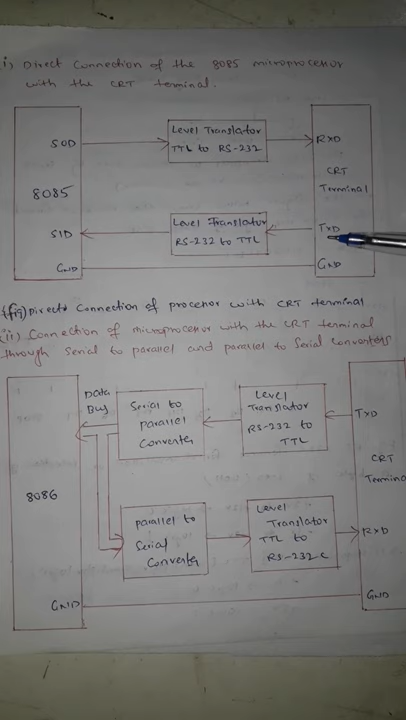 i) Direct Connection of the 8085 microprocessor
with the CRT terminal.
SOD
Level Translator
TTL to RS-232
RXD
CRT
Terminal
8085
SID
Level Translator
RS-232 to TTL
TXD
GND
GND
Direct Connection of processor with CRT terminal
(ii) Connection of microprocessor with the CRT terminal
through Serial to parallel and parallel to Serial Converters
Data
Bus
Serial to
parallel
Converter
Level
Translator
RS-232 to
TTL
TXD
CRT
Terminal
8086
parallel to
Serial
Converter
Level
Translator
TTL to
RS-232C
RXD
GND
GND